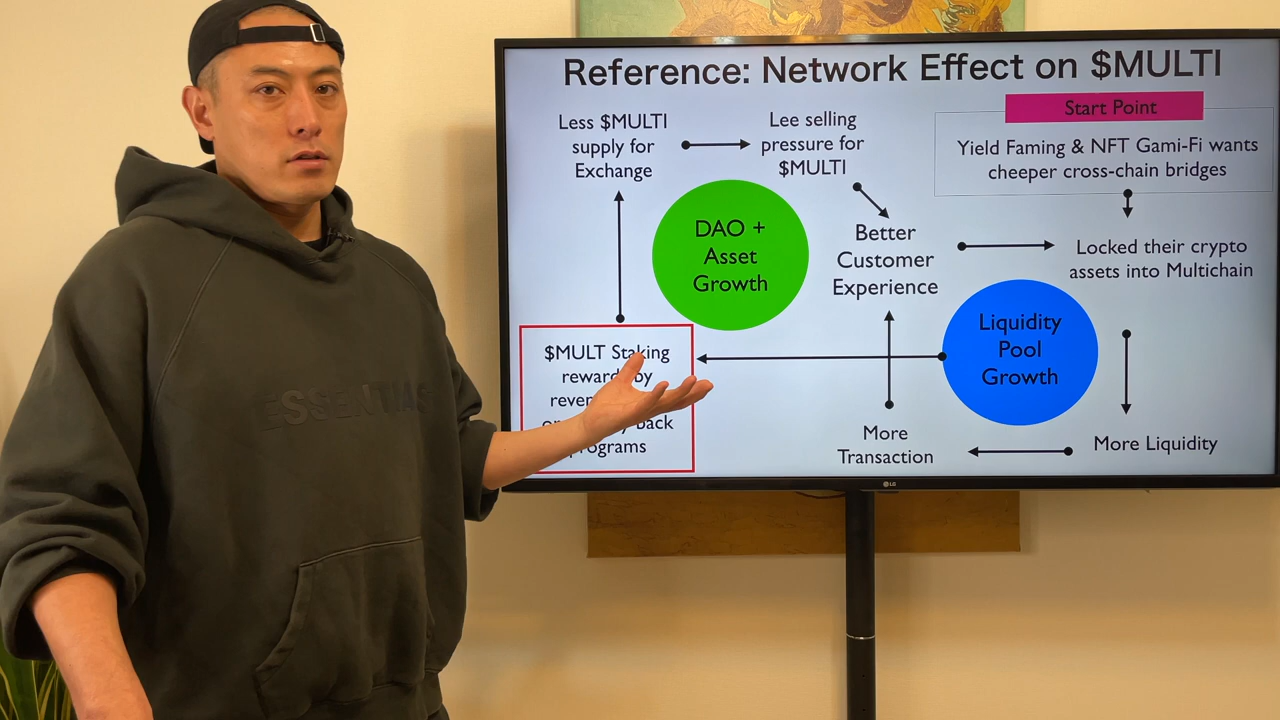 Reference: Network Effect on $MULTI
Start Point
Yield Faming & NFT Gami-Fi wants
cheeper cross-chain bridges
Less $MULTI
supply for
Exchange
Lee selling
pressure for
$MULTI
DAO +
Asset
Growth
Better
Customer
Experience
Locked their crypto
assets into Multichain
Liquidity
Pool
Growth
$MULT Staking
reward by
back
programs
More
Transaction
More Liquidity
ESSENTIALS
LG